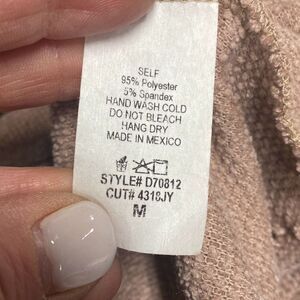 SELF
95% Polyester
5% Spandex
HAND WASH COLD
DO NOT BLEACH
HANG DRY
MADE IN MEXICO
STYLE# D70812
CUT# 4318JY
M